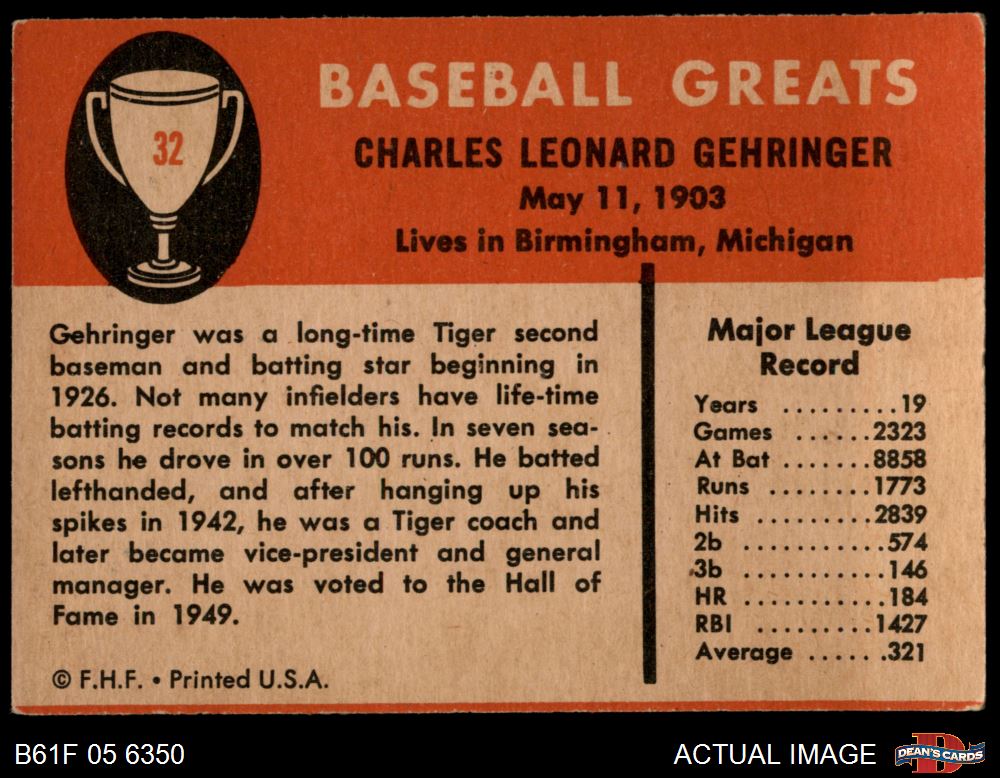 32
BASEBALL GREATS
CHARLES LEONARD GEHRINGER
May 11, 1903
Lives in Birmingham, Michigan
Gehringer was a long-time Tiger second
baseman and batting star beginning in
1926. Not many infielders have life-time
batting records to match his. In seven sea-
sons he drove in over 100 runs. He batted
lefthanded, and after hanging up his
spikes in 1942, he was a Tiger coach and
later became vice-president and general
manager. He was voted to the Hall of
Fame in 1949.
© F.H.F. • Printed U.S.A.
Major League
Record
Years .........19
Games ......2323
At Bat .......8858
Runs ........1773
Hits .........2839
2b ...........574
3b ...........146
HR ...........184
RBI .........1427
Average ......321
B61F 05 6350
ACTUAL IMAGE
D
DEAN'S CARDS